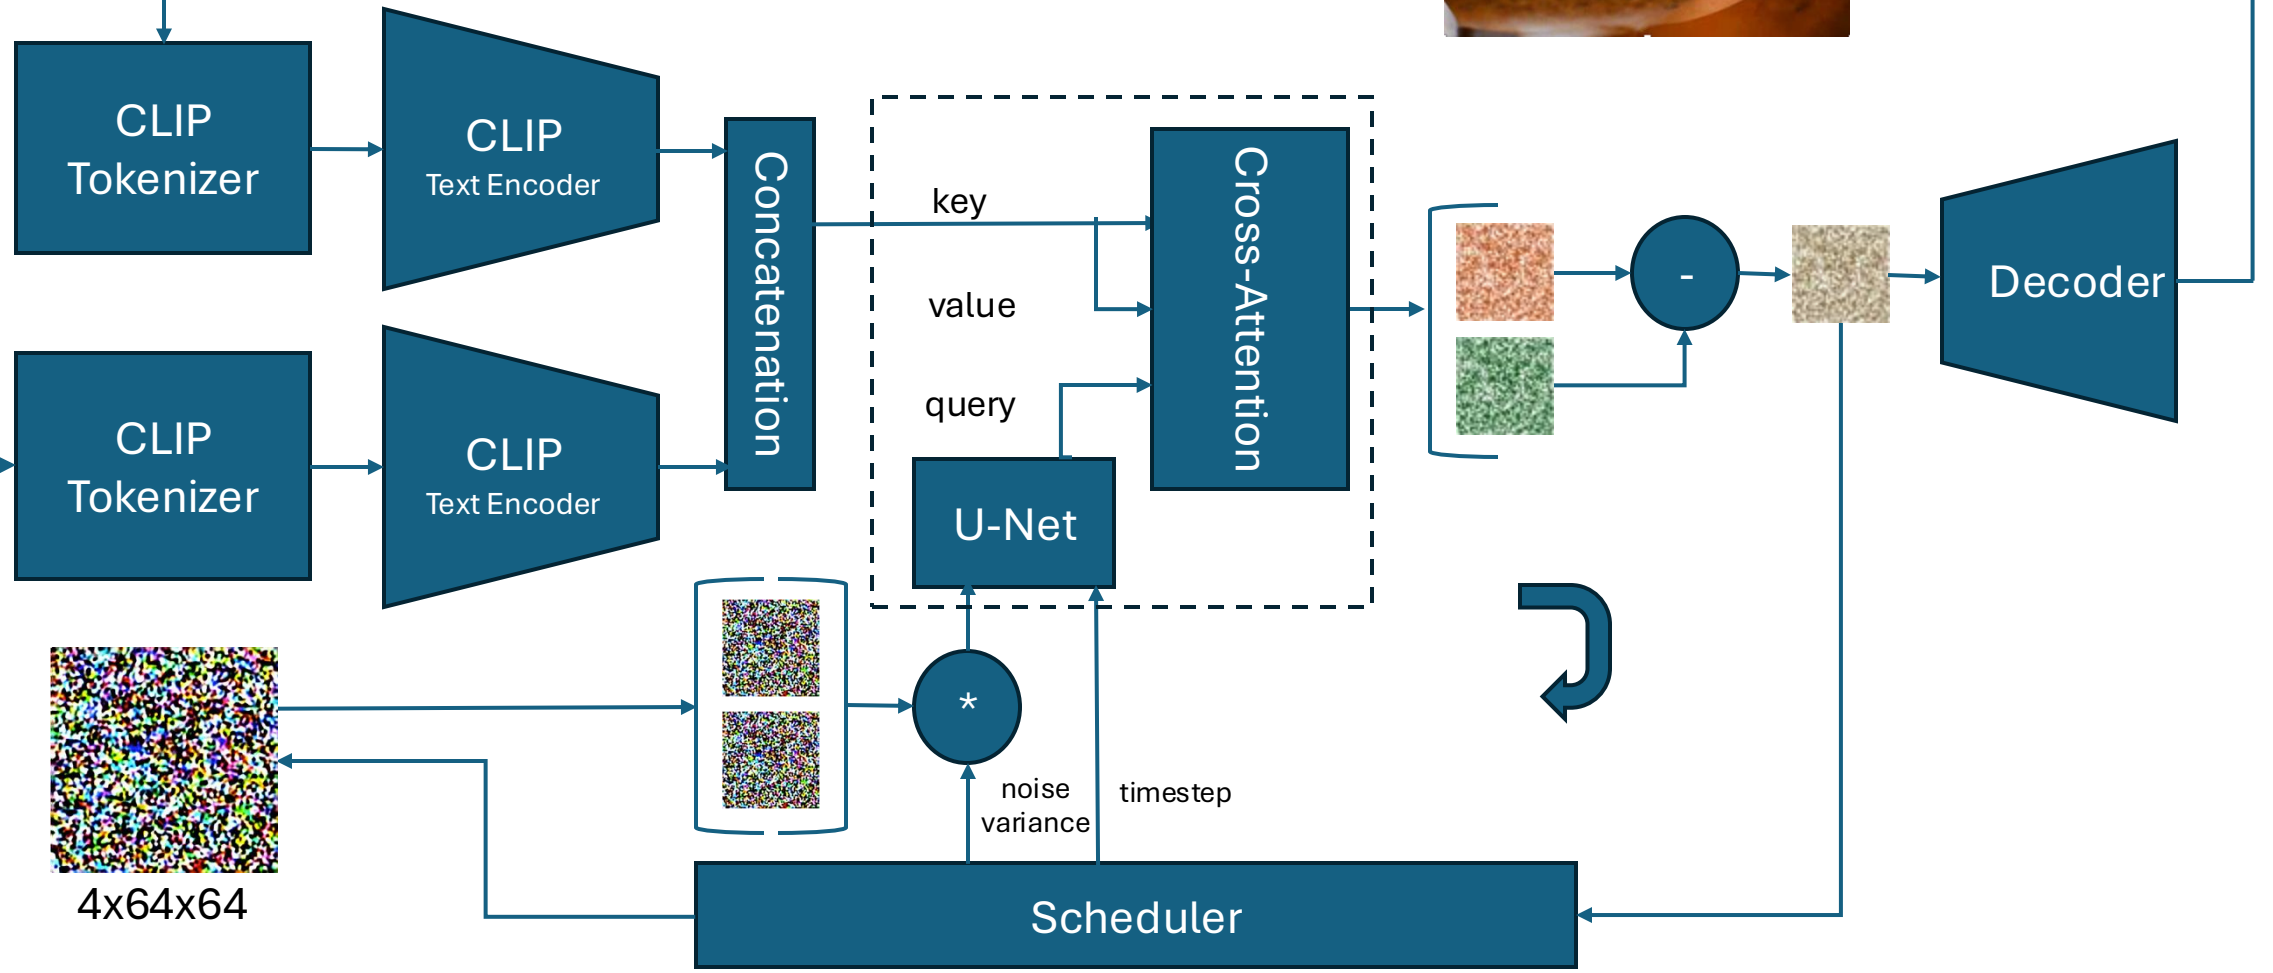 CLIP
Tokenizer
CLIP
Text Encoder
Concatenation
key
value
query
Cross-Attention
-
Decoder
CLIP
Tokenizer
CLIP
Text Encoder
U-Net
*
noise
variance
timestep
4x64x64
Scheduler